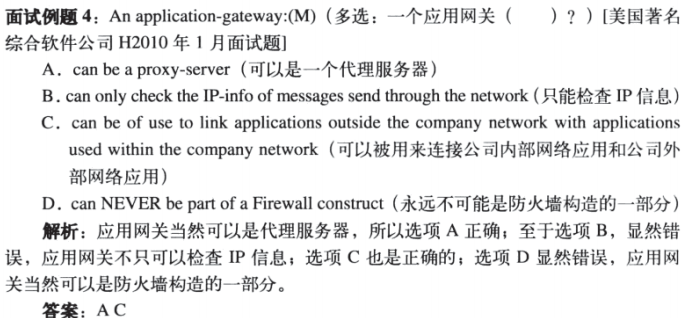 面试例题 4：An application-gateway:(M)（多选：一个应用网关（　　）？）[美国著名
综合软件公司 H2010 年 1 月面试题]
A．can be a proxy-server（可以是一个代理服务器）
B．can only check the IP-info of messages send through the network（只能检查 IP 信息）
C．can be of use to link applications outside the company network with applications
used within the company network（可以被用来连接公司内部网络应用和公司外
部网络应用）
D．can NEVER be part of a Firewall construct（永远不可能是防火墙构造的一部分）
解析：应用网关当然可以是代理服务器，所以选项 A 正确；至于选项 B，显然错
误，应用网关不只可以检查 IP 信息；选项 C 也是正确的；选项 D 显然错误，应用网
关当然可以是防火墙构造的一部分。
答案：A C